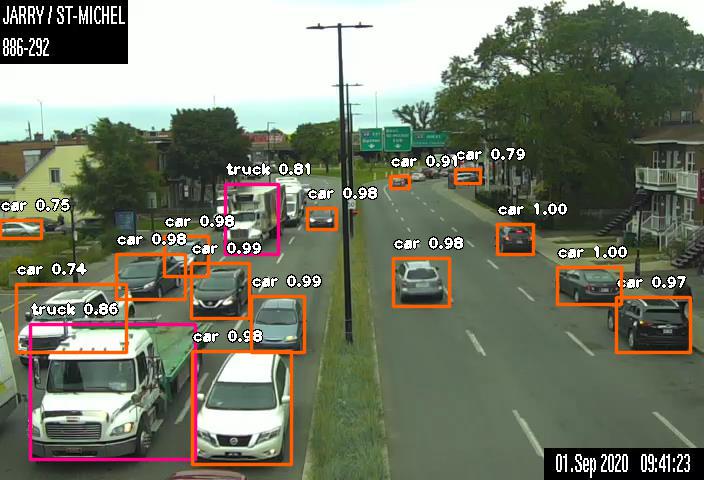 JARRY / ST-MICHEL
886-292
truck 0.81
car 0.91
car 0.79
car 0.98
car 0.75
car 0.98
car 1.00
car 0.98
car 0.99
car 0.98
car 1.00
car 0.74
car 0.99
car 0.97
truck 0.86
car 0.98
01.Sep 2020 09:41:23